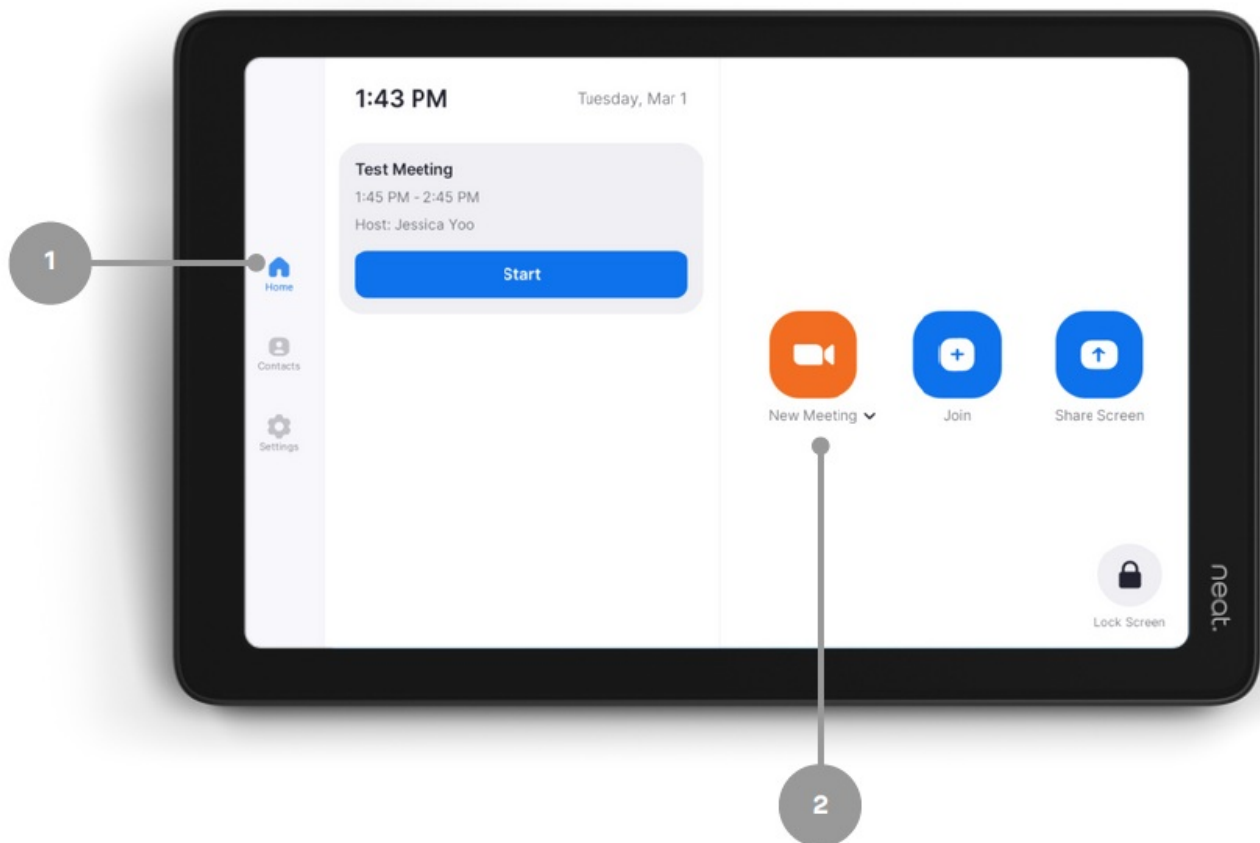 1:43 PM
Tuesday, Mar 1
Test Meeting
1:45 PM - 2:45 PM
Host: Jessica Yoo
Start
1
Home
Contacts
Settings
New Meeting
Join
Share Screen
Lock Screen
neat.
2